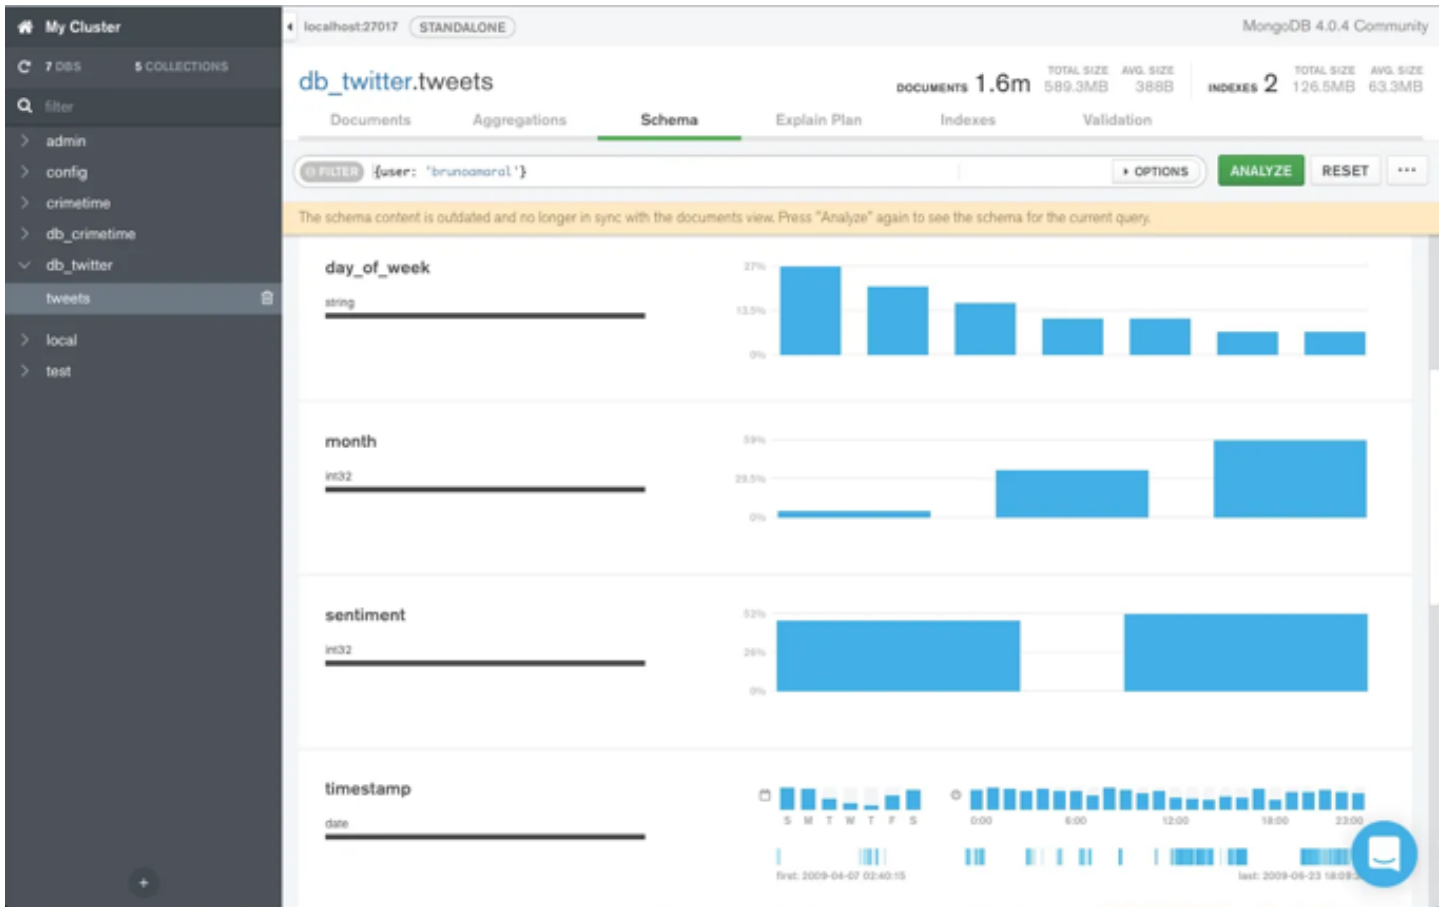 My Cluster
7 DBS 5 COLLECTIONS
filter
admin
config
crimetime
db_crimetime
db_twitter
tweets
local
test
+
localhost:27017 STANDALONE MongoDB 4.0.4 Community
db_twitter.tweets
DOCUMENTS 1.6m TOTAL SIZE 589.3MB AVG. SIZE 388B INDEXES 2 TOTAL SIZE 126.5MB AVG. SIZE 63.3MB
Documents Aggregations Schema Explain Plan Indexes Validation
FILTER {user: 'brunoamaral'} OPTIONS ANALYZE RESET ...
The schema content is outdated and no longer in sync with the documents view. Press "Analyze" again to see the schema for the current query.
day_of_week
string
27%
13.5%
0%
month
int32
59%
29.5%
0%
sentiment
int32
52%
26%
0%
timestamp
date
S M T W T F S 0:00 6:00 12:00 18:00 23:00
first: 2009-04-07 02:40:15 last: 2009-06-23 18:09: